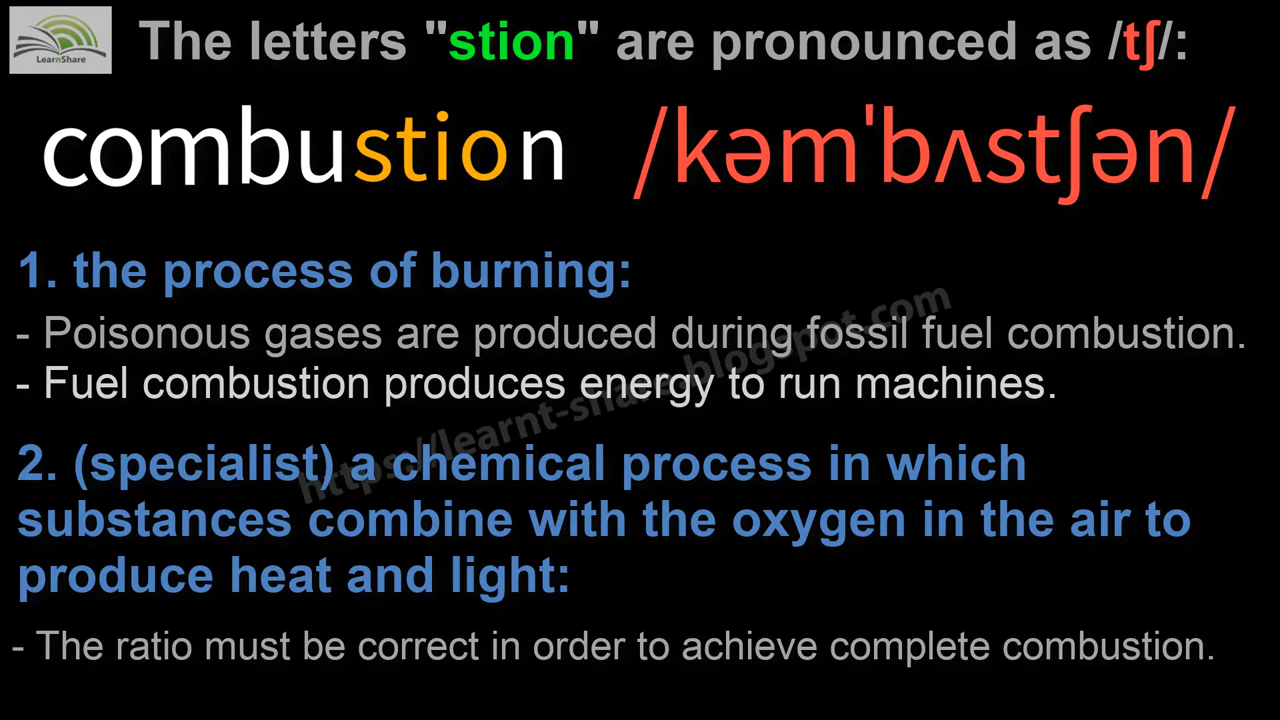 LearnShare
The letters "stion" are pronounced as /tʃ/:
combustion /kəmˈbʌstʃən/
1. the process of burning:
- Poisonous gases are produced during fossil fuel combustion.
- Fuel combustion produces energy to run machines.
https://learnt-share.blogspot.com
2. (specialist) a chemical process in which
substances combine with the oxygen in the air to
produce heat and light:
- The ratio must be correct in order to achieve complete combustion.